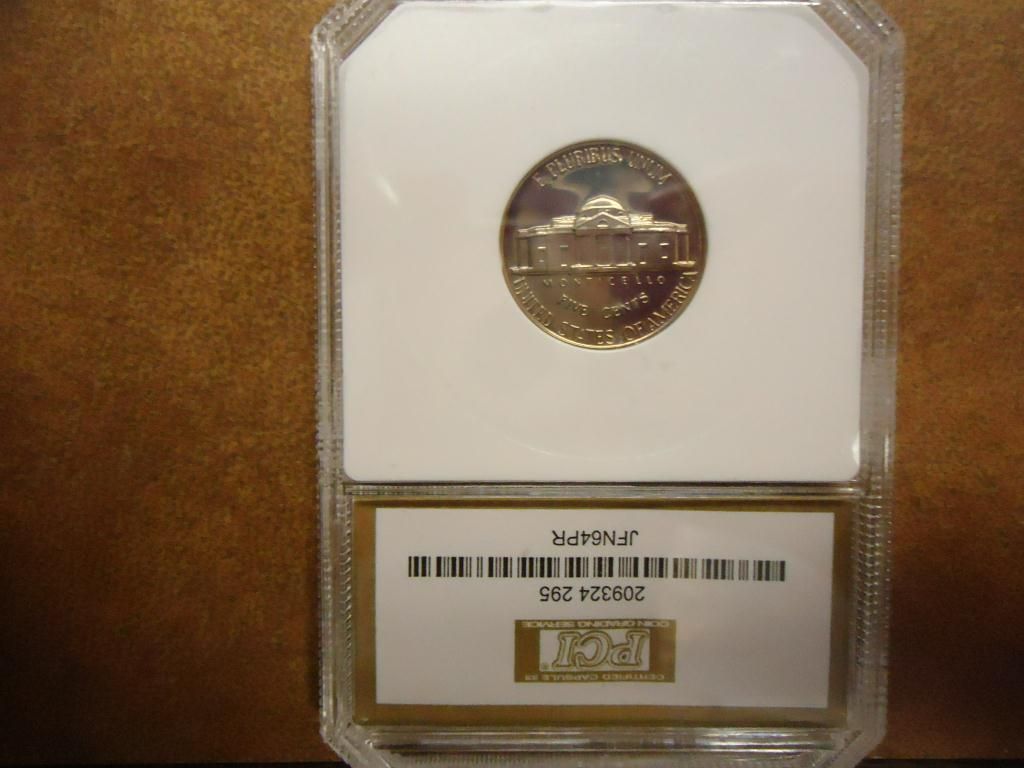 E PLURIBUS UNUM
MONTICELLO
FIVE CENTS
UNITED STATES OF AMERICA
JFN64PR
209324 295
COIN GRADING SERVICE
PCI®
CERTIFIED CAPSULE